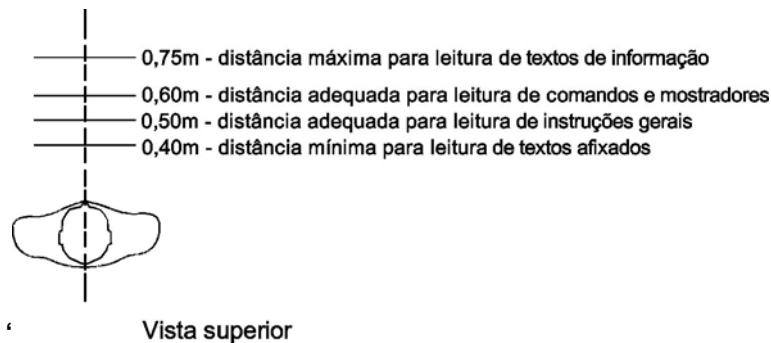 0,75m - distância máxima para leitura de textos de informação
0,60m - distância adequada para leitura de comandos e mostradores
0,50m - distância adequada para leitura de instruções gerais
0,40m - distância mínima para leitura de textos afixados
‘ Vista superior